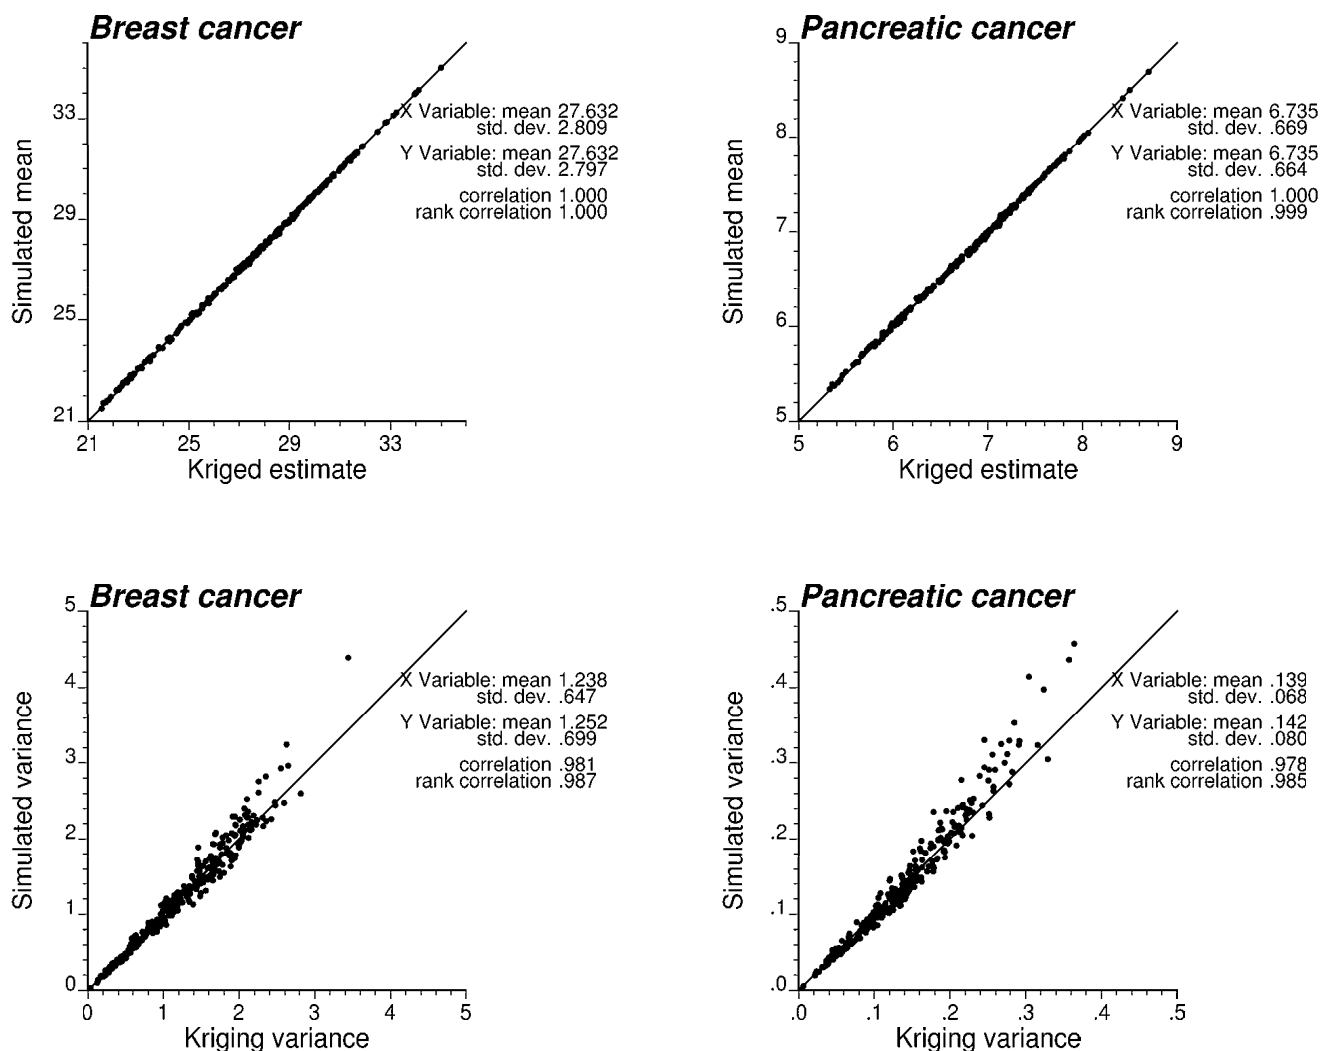 Breast cancer
33
29
25
21
21 25 29 33
Simulated mean
Kriged estimate
X Variable: mean 27.632
std. dev. 2.809
Y Variable: mean 27.632
std. dev. 2.797
correlation 1.000
rank correlation 1.000
Pancreatic cancer
9
8
7
6
5
5 6 7 8 9
Simulated mean
Kriged estimate
X Variable: mean 6.735
std. dev. .669
Y Variable: mean 6.735
std. dev. .664
correlation 1.000
rank correlation .999
Breast cancer
5
4
3
2
1
0
0 1 2 3 4 5
Simulated variance
Kriging variance
X Variable: mean 1.238
std. dev. .647
Y Variable: mean 1.252
std. dev. .699
correlation .981
rank correlation .987
Pancreatic cancer
.5
.4
.3
.2
.1
.0
.0 .1 .2 .3 .4 .5
Simulated variance
Kriging variance
X Variable: mean .139
std. dev. .068
Y Variable: mean .142
std. dev. .080
correlation .978
rank correlation .985